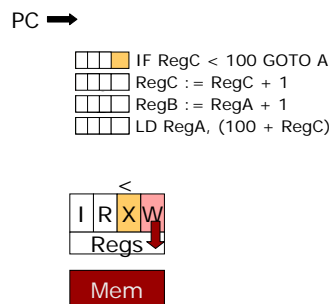 PC
IF RegC < 100 GOTO A
RegC := RegC + 1
RegB := RegA + 1
LD RegA, (100 + RegC)
<
I R X W
Regs
Mem